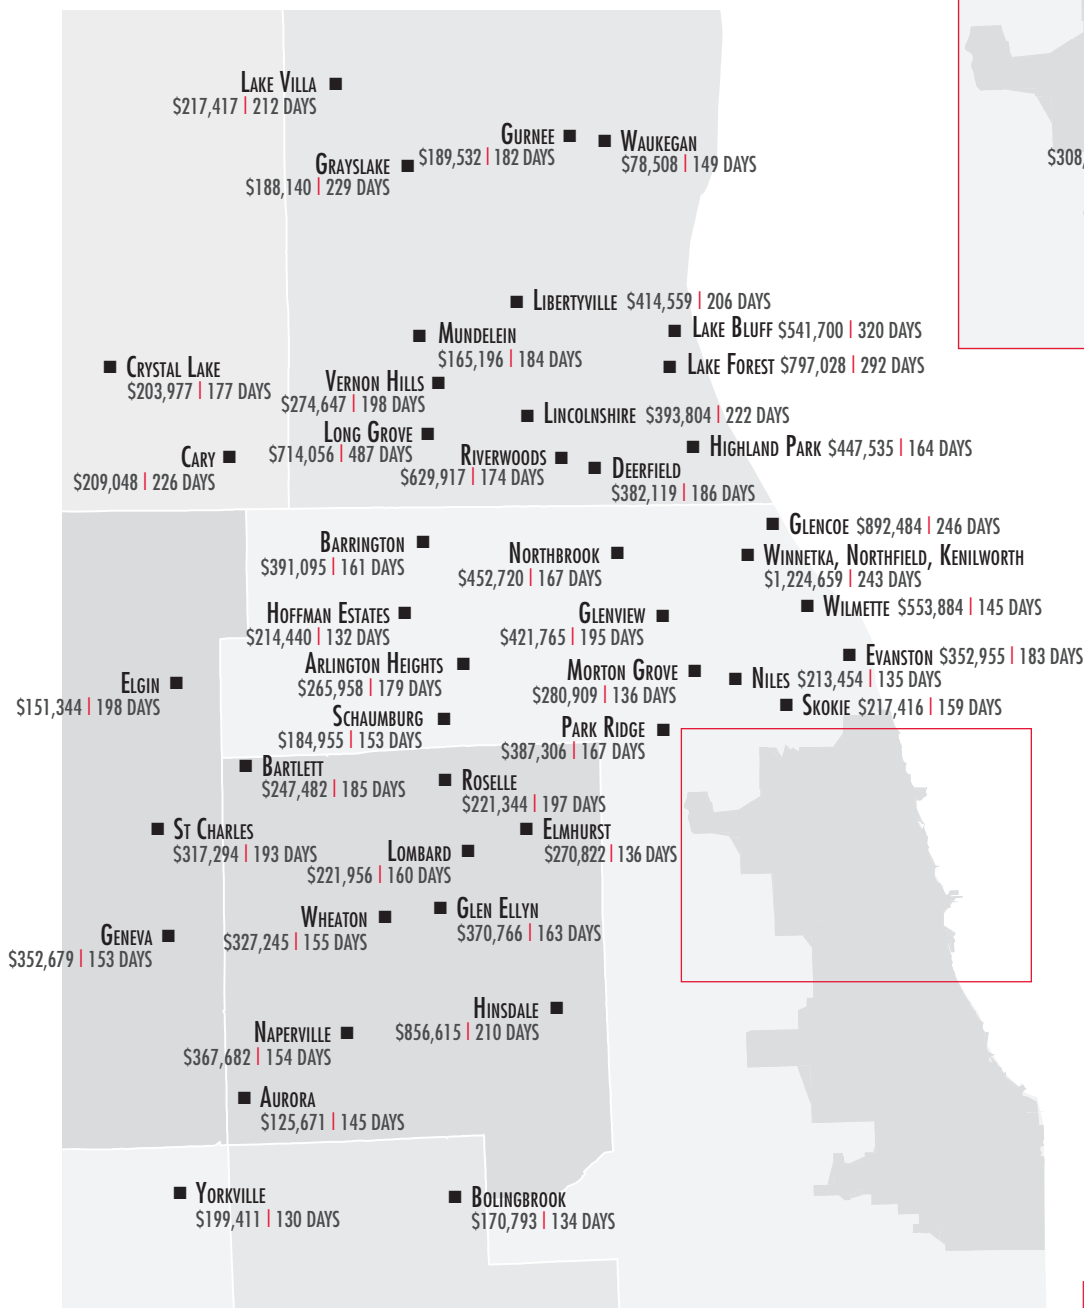 Lake Villa
$217,417 | 212 DAYS
Gurnee
$189,532 | 182 DAYS
Waukegan
$78,508 | 149 DAYS
$308,
Grayslake
$188,140 | 229 DAYS
Libertyville $414,559 | 206 DAYS
Lake Bluff $541,700 | 320 DAYS
Mundelein
$165,196 | 184 DAYS
Crystal Lake
$203,977 | 177 DAYS
Lake Forest $797,028 | 292 DAYS
Vernon Hills
$274,647 | 198 DAYS
Lincolnshire $393,804 | 222 DAYS
Long Grove
$714,056 | 487 DAYS
Highland Park $447,535 | 164 DAYS
Cary
$209,048 | 226 DAYS
Riverwoods
$629,917 | 174 DAYS
Deerfield
$382,119 | 186 DAYS
Glencoe $892,484 | 246 DAYS
Barrington
$391,095 | 161 DAYS
Northbrook
$452,720 | 167 DAYS
Winnetka, Northfield, Kenilworth
$1,224,659 | 243 DAYS
Hoffman Estates
$214,440 | 132 DAYS
Glenview
$421,765 | 195 DAYS
Wilmette $553,884 | 145 DAYS
Evanston $352,955 | 183 DAYS
Arlington Heights
$265,958 | 179 DAYS
Morton Grove
$280,909 | 136 DAYS
Niles $213,454 | 135 DAYS
Elgin
$151,344 | 198 DAYS
Skokie $217,416 | 159 DAYS
Schaumburg
$184,955 | 153 DAYS
Park Ridge
$387,306 | 167 DAYS
Bartlett
$247,482 | 185 DAYS
Roselle
$221,344 | 197 DAYS
St Charles
$317,294 | 193 DAYS
Elmhurst
$270,822 | 136 DAYS
Lombard
$221,956 | 160 DAYS
Wheaton
$327,245 | 155 DAYS
Glen Ellyn
$370,766 | 163 DAYS
Geneva
$352,679 | 153 DAYS
Hinsdale
$856,615 | 210 DAYS
Naperville
$367,682 | 154 DAYS
Aurora
$125,671 | 145 DAYS
Yorkville
$199,411 | 130 DAYS
Bolingbrook
$170,793 | 134 DAYS